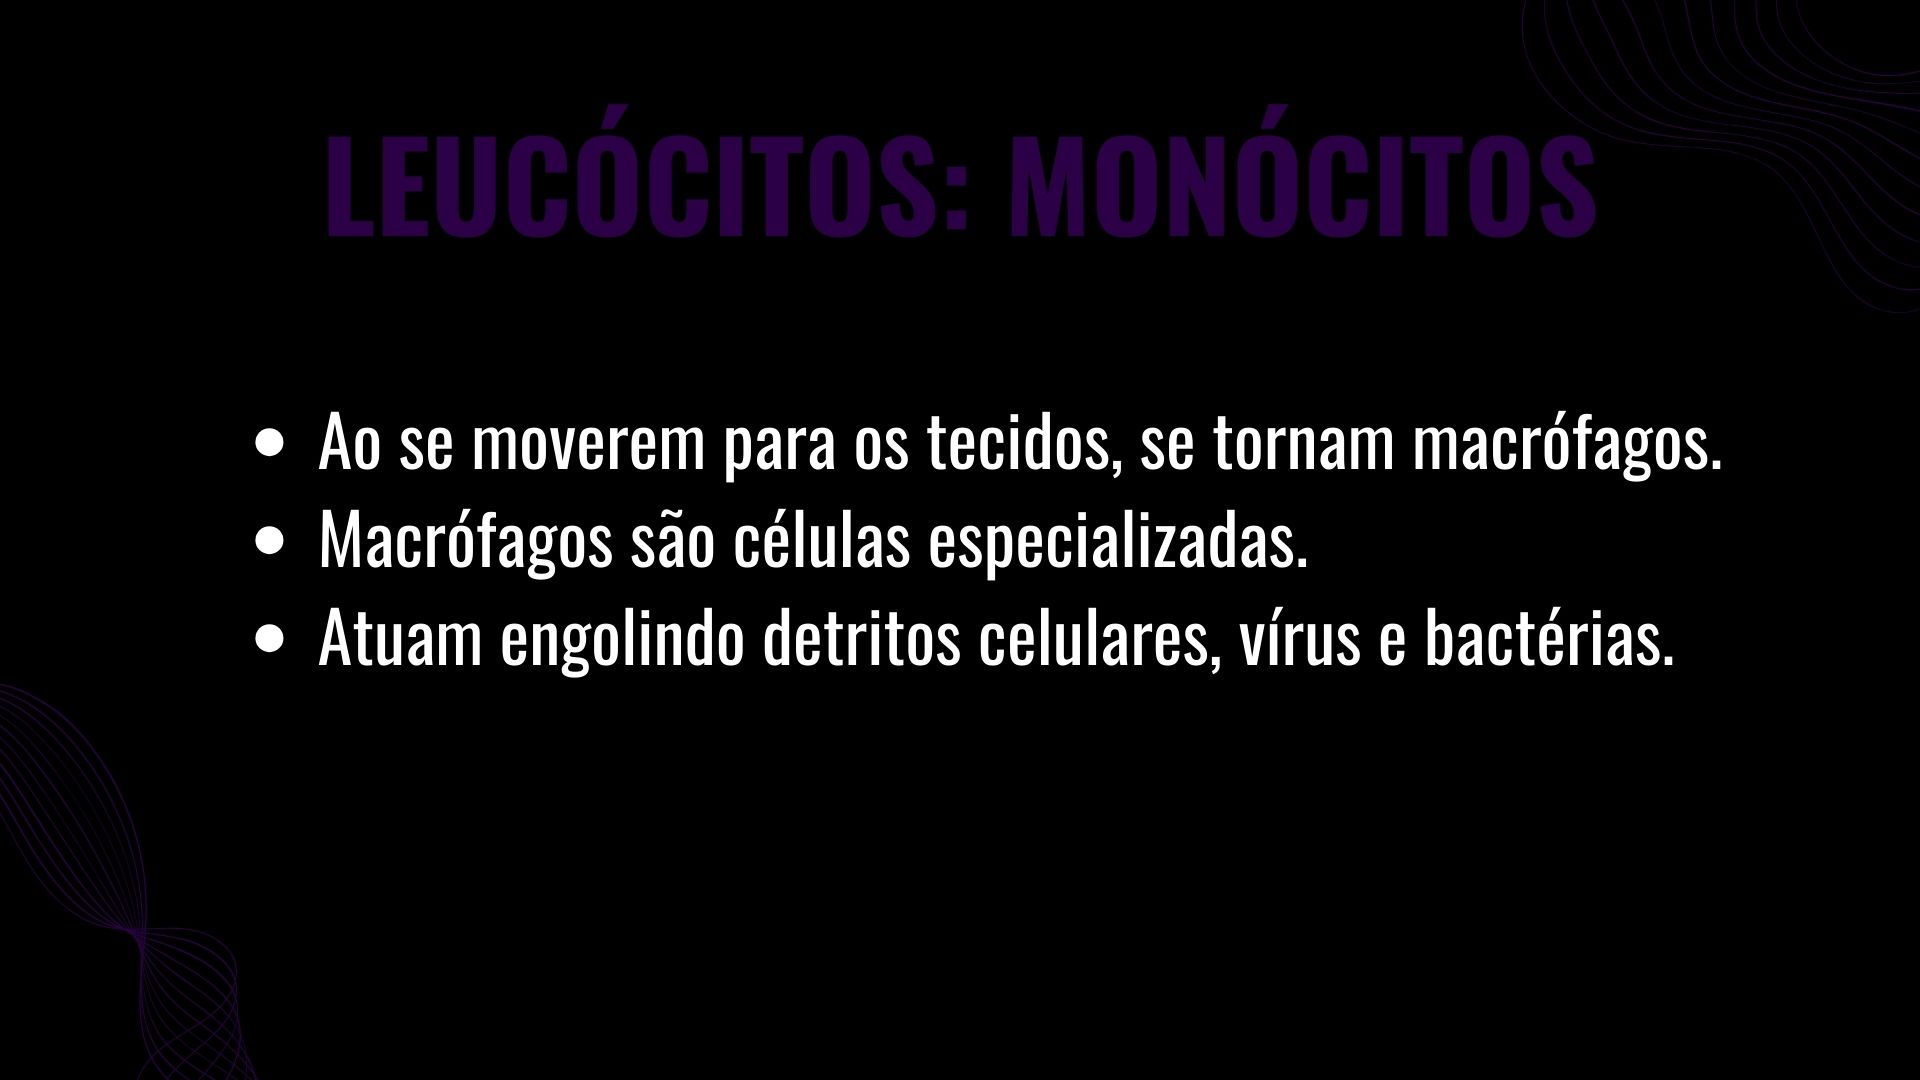 LEUCÓCITOS: MONÓCITOS
• Ao se moverem para os tecidos, se tornam macrófagos.
• Macrófagos são células especializadas.
• Atuam engolindo detritos celulares, vírus e bactérias.